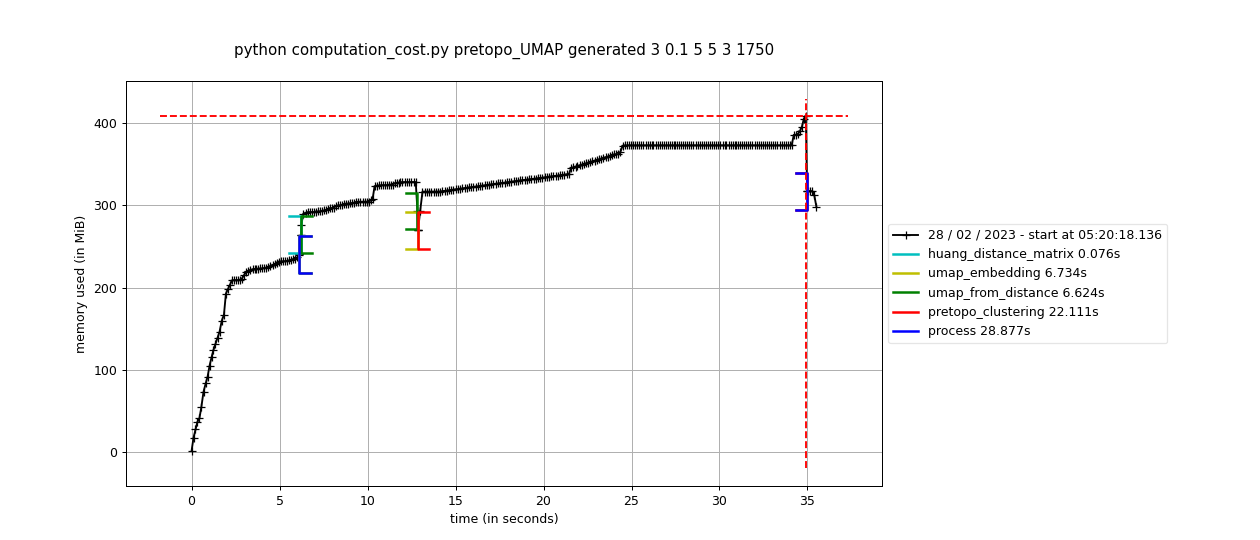 python computation_cost.py pretopo_UMAP generated 3 0.1 5 5 3 1750
400
300
200
100
0
memory used (in MiB)
0 5 10 15 20 25 30 35
time (in seconds)
28 / 02 / 2023 - start at 05:20:18.136
huang_distance_matrix 0.076s
umap_embedding 6.734s
umap_from_distance 6.624s
pretopo_clustering 22.111s
process 28.877s